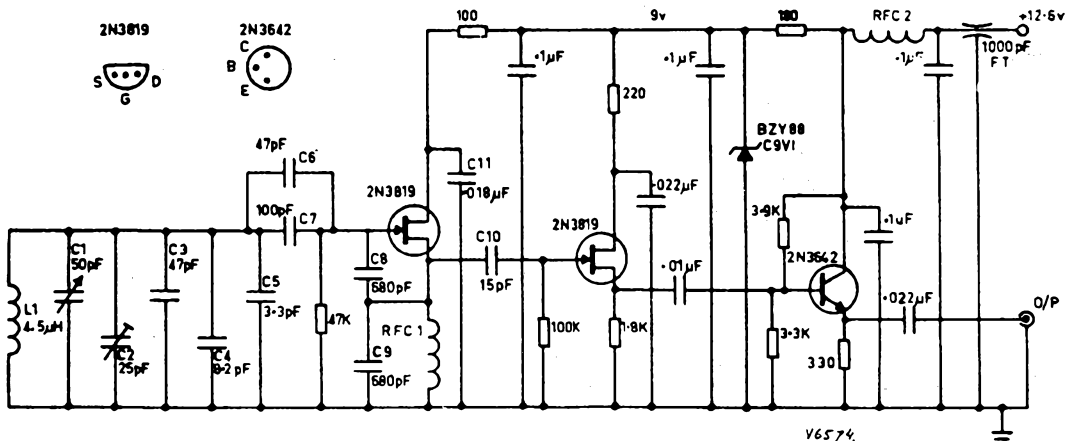 2N3819
S G D
2N3642
C
B
E
100
9v
180
RFC 2
+12·6v
·1µF
·1µF
·1µF
1000pF
FT
220
BZY88
C9V1
47pF
C6
100pF
C7
C11
·018µF
2N3819
·022µF
2N3819
3·9K
·1uF
2N3642
C1
50pF
C3
47pF
C8
680pF
C10
15pF
·01µF
·022µF
O/P
L1
4·5µH
C5
3·3pF
47K
RFC 1
100K
1·8K
3·3K
330
C2
25pF
C4
8·2pF
C9
680pF
V6574.